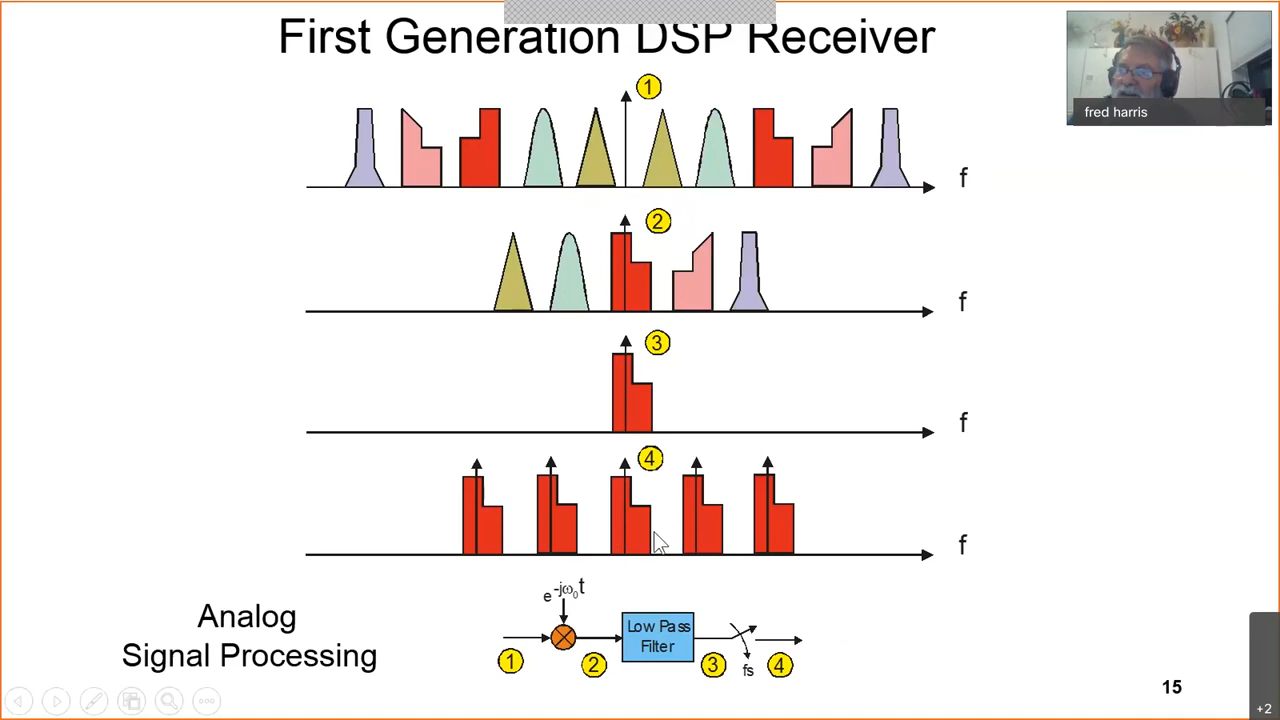 First Generation DSP Receiver
fred harris
1
f
2
f
3
f
4
f
Analog
Signal Processing
e-jω0t
Low Pass
Filter
1
2
3
fs
4
15
+2